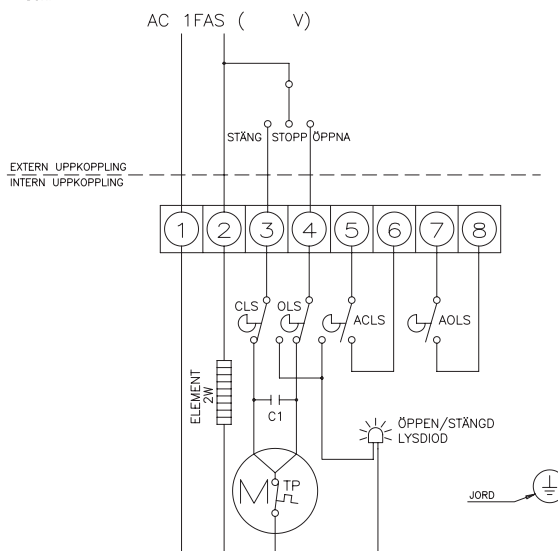 AC 1FAS ( V)
STÄNG STOPP ÖPPNA
EXTERN UPPKOPPLING
INTERN UPPKOPPLING
1 2 3 4 5 6 7 8
CLS OLS ACLS AOLS
ELEMENT
2W
C1
ÖPPEN/STÄNGD
LYSDIOD
M TP
JORD